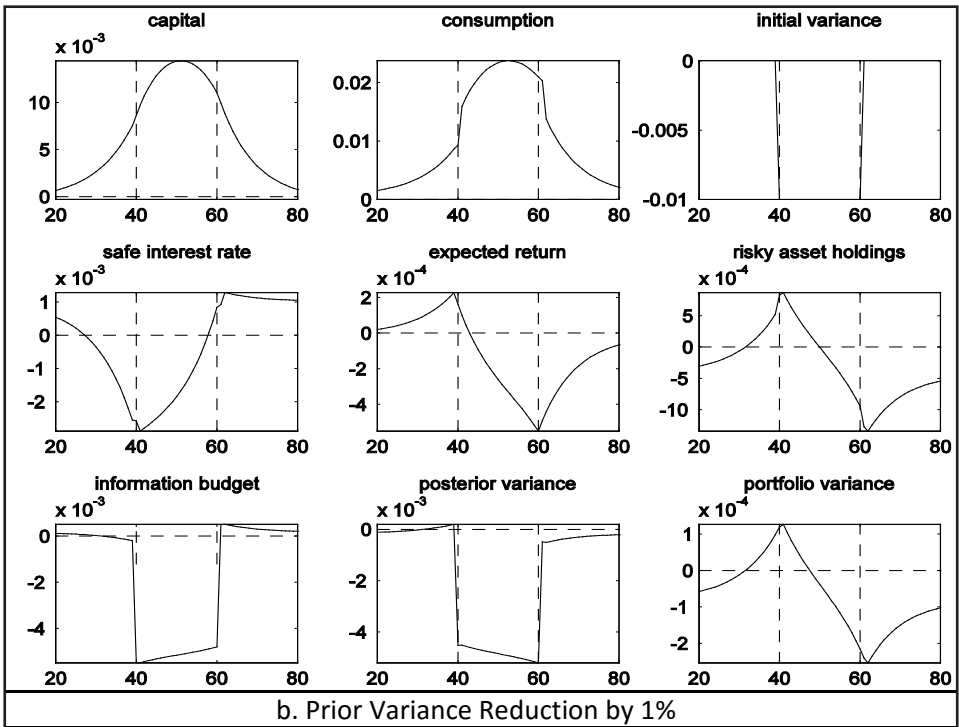 capital
consumption
initial variance
x 10-3
10
5
0
20 40 60 80
0.02
0.01
0
20 40 60 80
0
-0.005
-0.01
20 40 60 80
safe interest rate
expected return
risky asset holdings
x 10-3
1
0
-1
-2
20 40 60 80
x 10-4
2
0
-2
-4
20 40 60 80
x 10-4
5
0
-5
-10
20 40 60 80
information budget
posterior variance
portfolio variance
x 10-3
0
-2
-4
20 40 60 80
x 10-3
0
-2
-4
20 40 60 80
x 10-4
1
0
-1
-2
20 40 60 80
b. Prior Variance Reduction by 1%